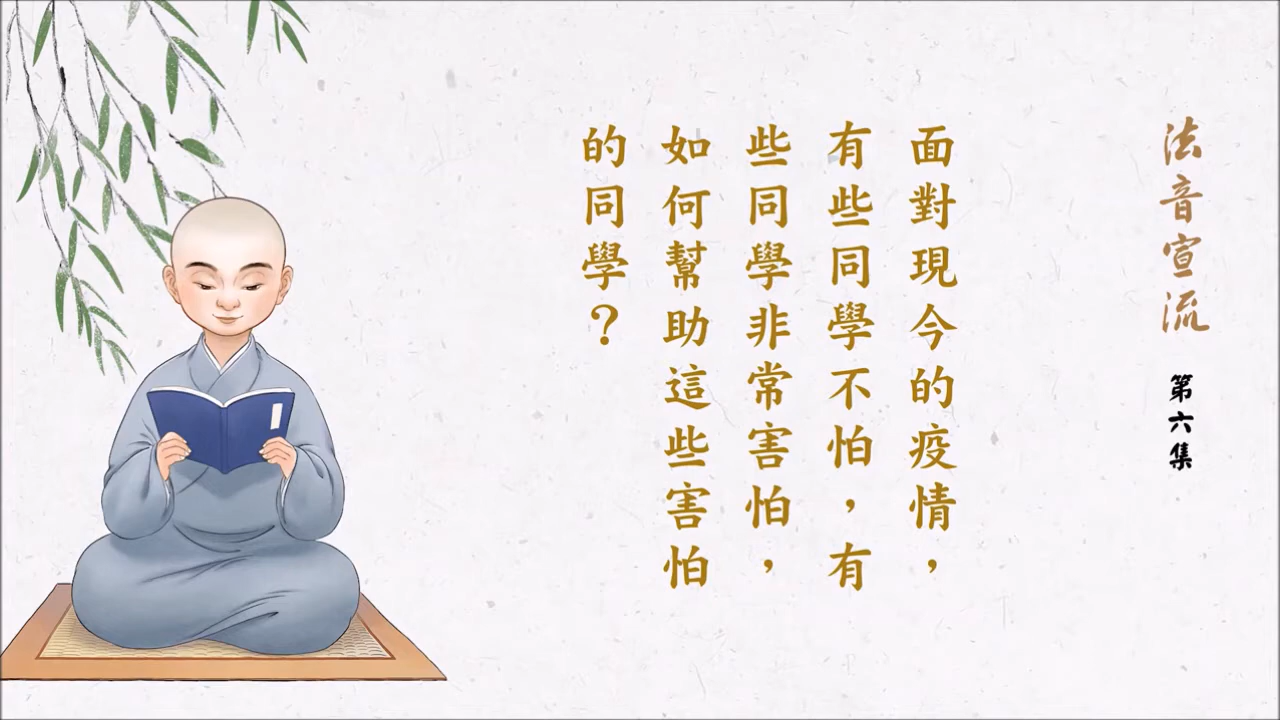 法音宣流
第六集
面對現今的疫情，
有些同學不怕，有
些同學非常害怕，
如何幫助這些害怕
的同學？